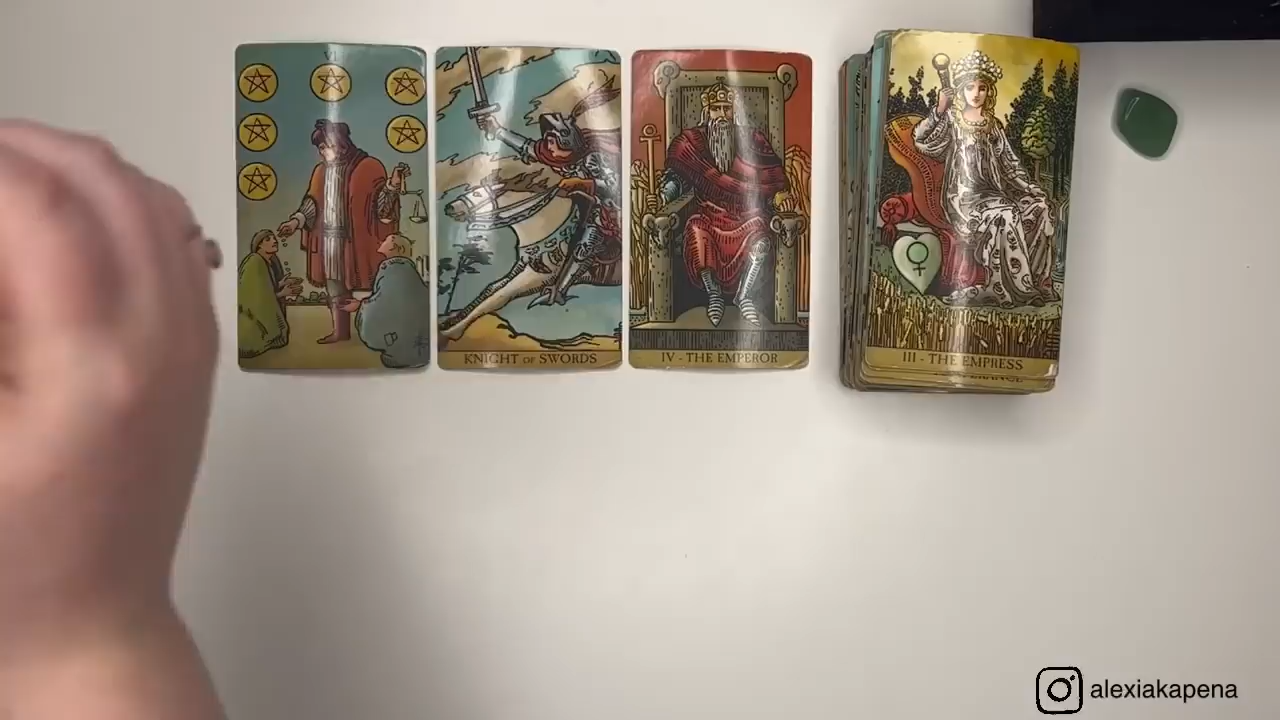 VI
KNIGHT OF SWORDS
IV - THE EMPEROR
III - THE EMPRESS
alexiakapena